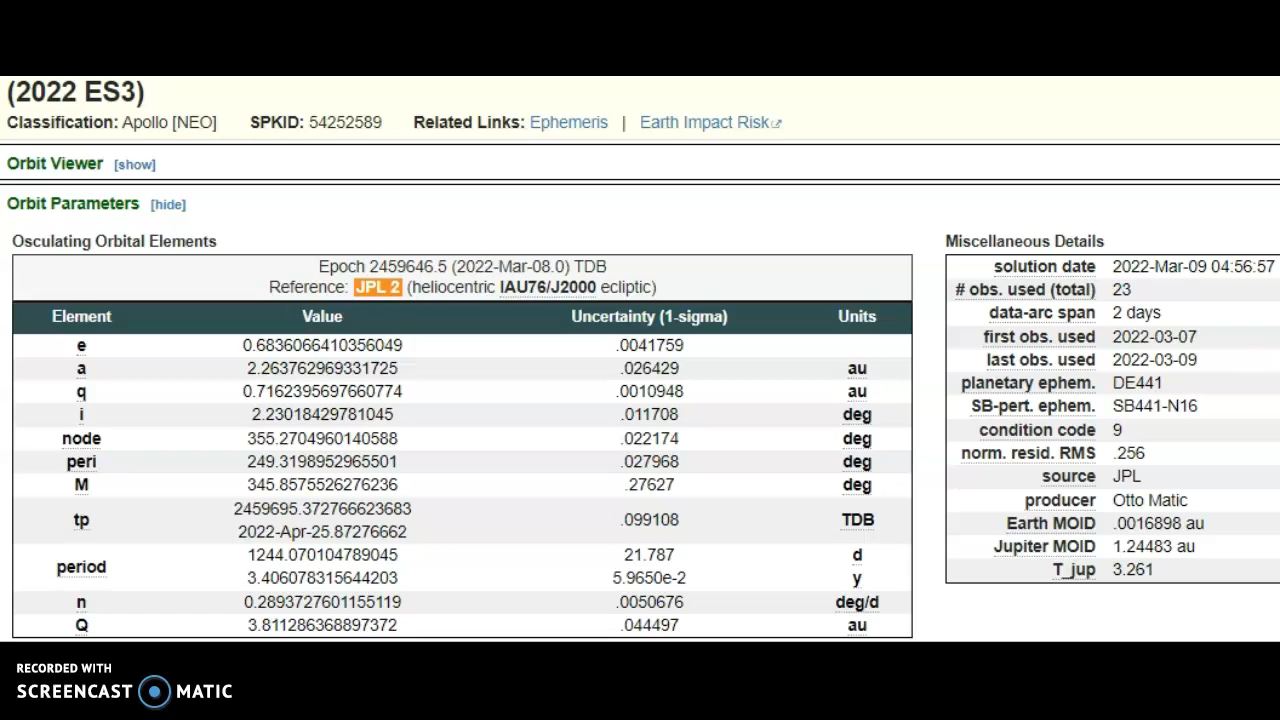 (2022 ES3)
Classification: Apollo [NEO] SPKID: 54252589 Related Links: Ephemeris | Earth Impact Risk
Orbit Viewer [show]
Orbit Parameters [hide]
Osculating Orbital Elements
Epoch 2459646.5 (2022-Mar-08.0) TDB
Reference: JPL 2 (heliocentric IAU76/J2000 ecliptic)
Element Value Uncertainty (1-sigma) Units
e 0.6836066410358049 .0041759
a 2.263762969331725 .026429 au
q 0.7162395697660774 .0010948 au
i 2.23018429781045 .011708 deg
node 355.2704960140588 .022174 deg
peri 249.3198952965501 .027968 deg
M 345.8575526276236 .27627 deg
tp 2459695.372766623683 .099108 TDB
2022-Apr-25.87276662
period 1244.070104789045 21.787 d
3.406078315644203 5.9650e-2 y
n 0.2893727601155119 .0050676 deg/d
Q 3.811286368897372 .044497 au
Miscellaneous Details
solution date 2022-Mar-09 04:56:57
# obs. used (total) 23
data-arc span 2 days
first obs. used 2022-03-07
last obs. used 2022-03-09
planetary ephem. DE441
SB-pert. ephem. SB441-N16
condition code 9
norm. resid. RMS .256
source JPL
producer Otto Matic
Earth MOID .0016898 au
Jupiter MOID 1.24483 au
T_jup 3.261
RECORDED WITH
SCREENCAST MATIC